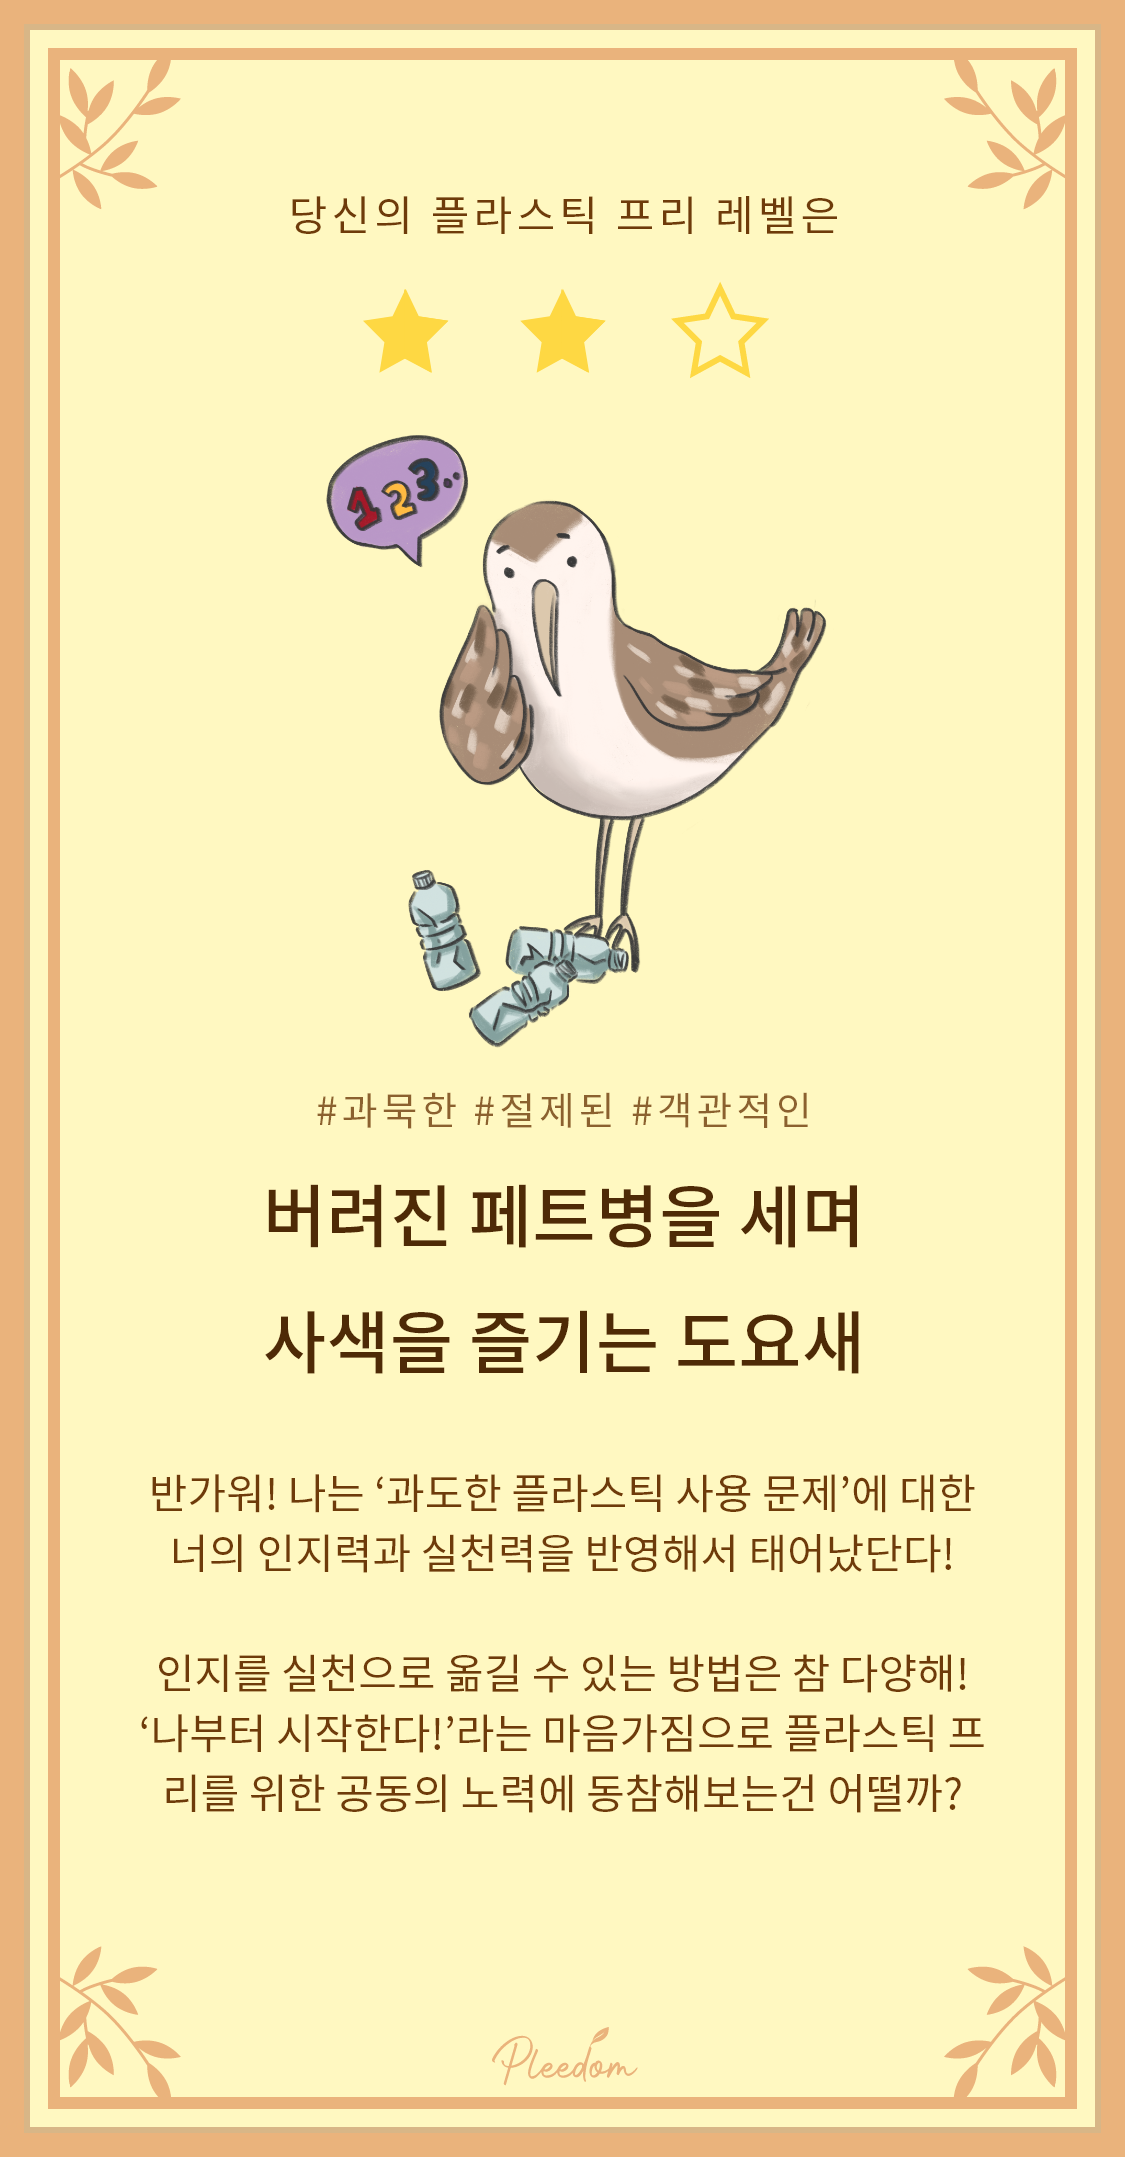 당신의 플라스틱 프리 레벨은
123..
#과묵한 #절제된 #객관적인
버려진 페트병을 세며
사색을 즐기는 도요새
반가워! 나는 ‘과도한 플라스틱 사용 문제’에 대한
너의 인지력과 실천력을 반영해서 태어났단다!
인지를 실천으로 옮길 수 있는 방법은 참 다양해!
‘나부터 시작한다!’라는 마음가짐으로 플라스틱 프
리를 위한 공동의 노력에 동참해보는건 어떨까?
Pleedom